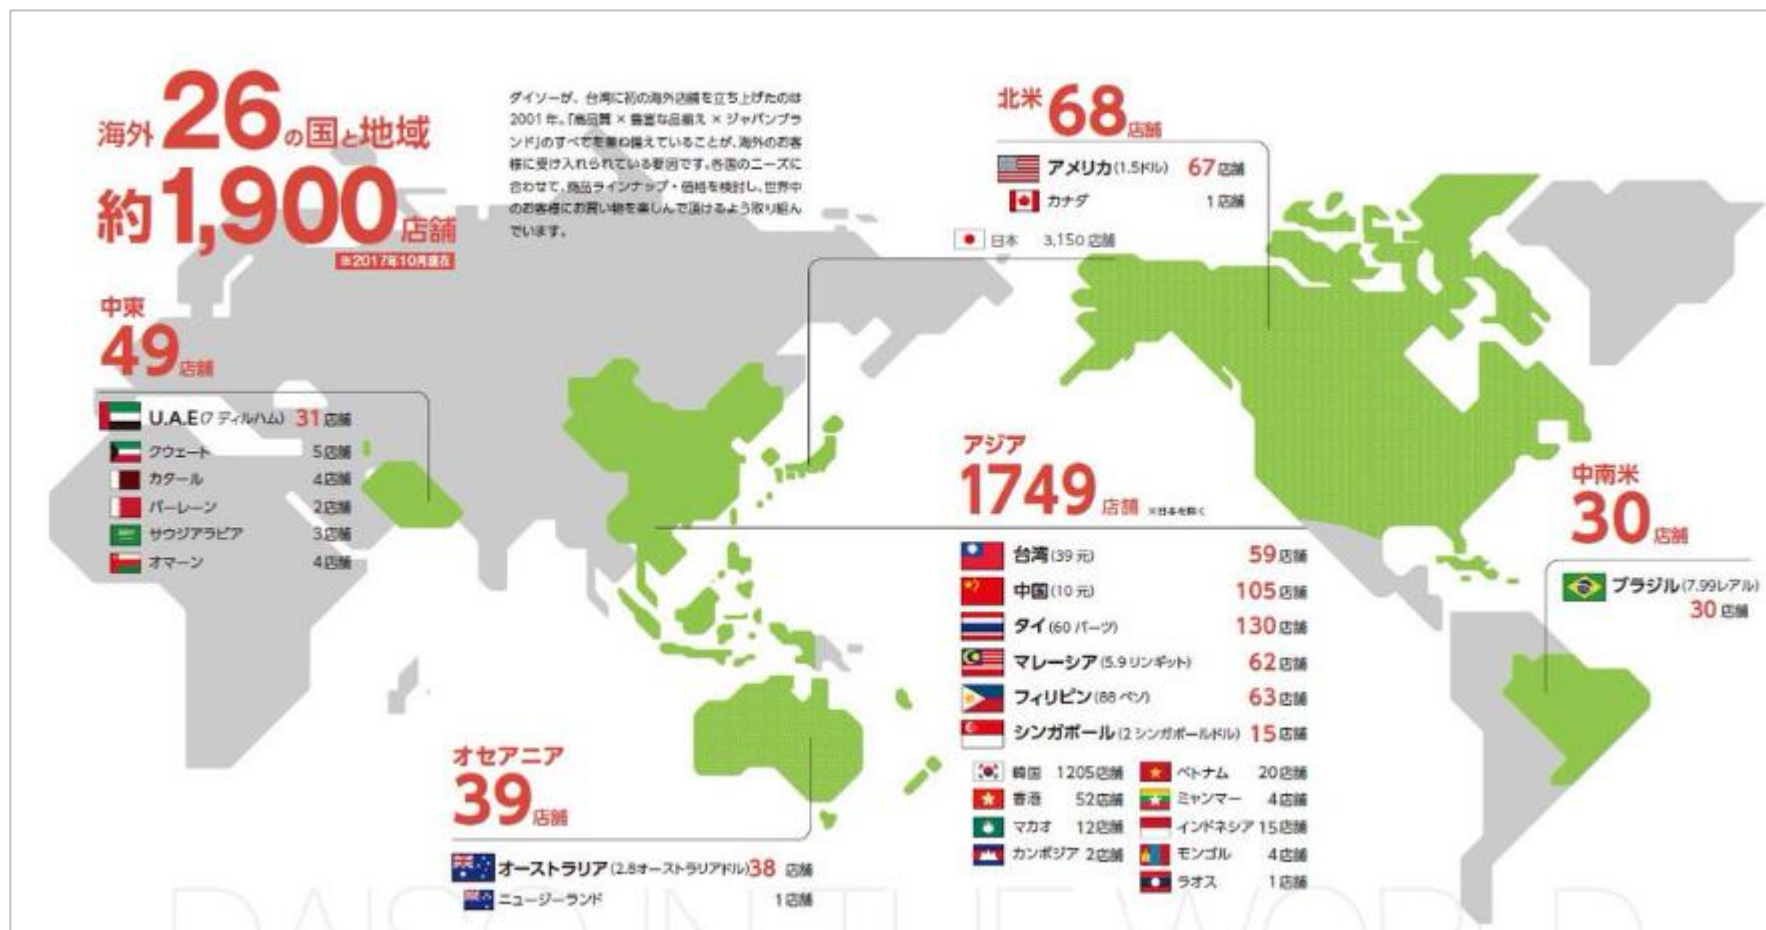 海外26の国と地域
約1,900店舗
※2017年10月現在
ダイソーが、台湾に初の海外店舗を立ち上げたのは
2001年。「高品質 × 豊富な品揃え × ジャパンブラ
ンド」のすべてを兼ね備えていることが、海外のお客
様に受け入れられている要因です。各国のニーズに
合わせて、商品ラインナップ・価格を検討し、世界中
のお客様にお買い物を楽しんで頂けるよう取り組ん
でいます。
北米68店舗
アメリカ(1.5ドル) 67店舗
カナダ 1店舗
日本 3,150店舗
中東
49店舗
U.A.E(7ディルハム) 31店舗
クウェート 5店舗
カタール 4店舗
バーレーン 2店舗
サウジアラビア 3店舗
オマーン 4店舗
アジア
1749店舗 ※日本を除く
台湾(39元) 59店舗
中国(10元) 105店舗
タイ(60バーツ) 130店舗
マレーシア(5.9リンギット) 62店舗
フィリピン(88ペソ) 63店舗
シンガポール(2シンガポールドル) 15店舗
韓国 1205店舗
香港 52店舗
マカオ 12店舗
カンボジア 2店舗
ベトナム 20店舗
ミャンマー 4店舗
インドネシア 15店舗
モンゴル 4店舗
ラオス 1店舗
中南米
30店舗
ブラジル(7.99レアル)
30店舗
オセアニア
39店舗
オーストラリア(2.8オーストラリアドル)38 店舗
ニュージーランド 1店舗
DAISO IN THE WORLD